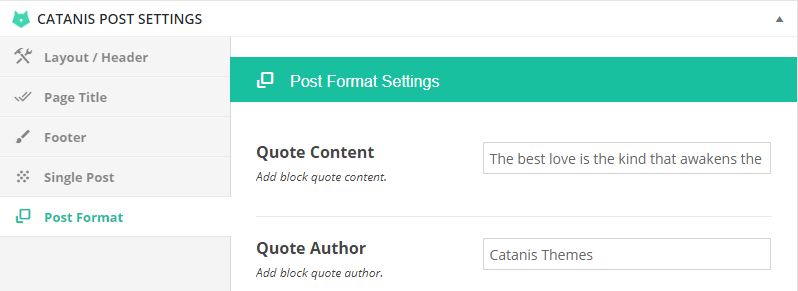 CATANIS POST SETTINGS
Layout / Header
Page Title
Footer
Single Post
Post Format
Post Format Settings
Quote Content
Add block quote content.
The best love is the kind that awakens the
Quote Author
Add block quote author.
Catanis Themes